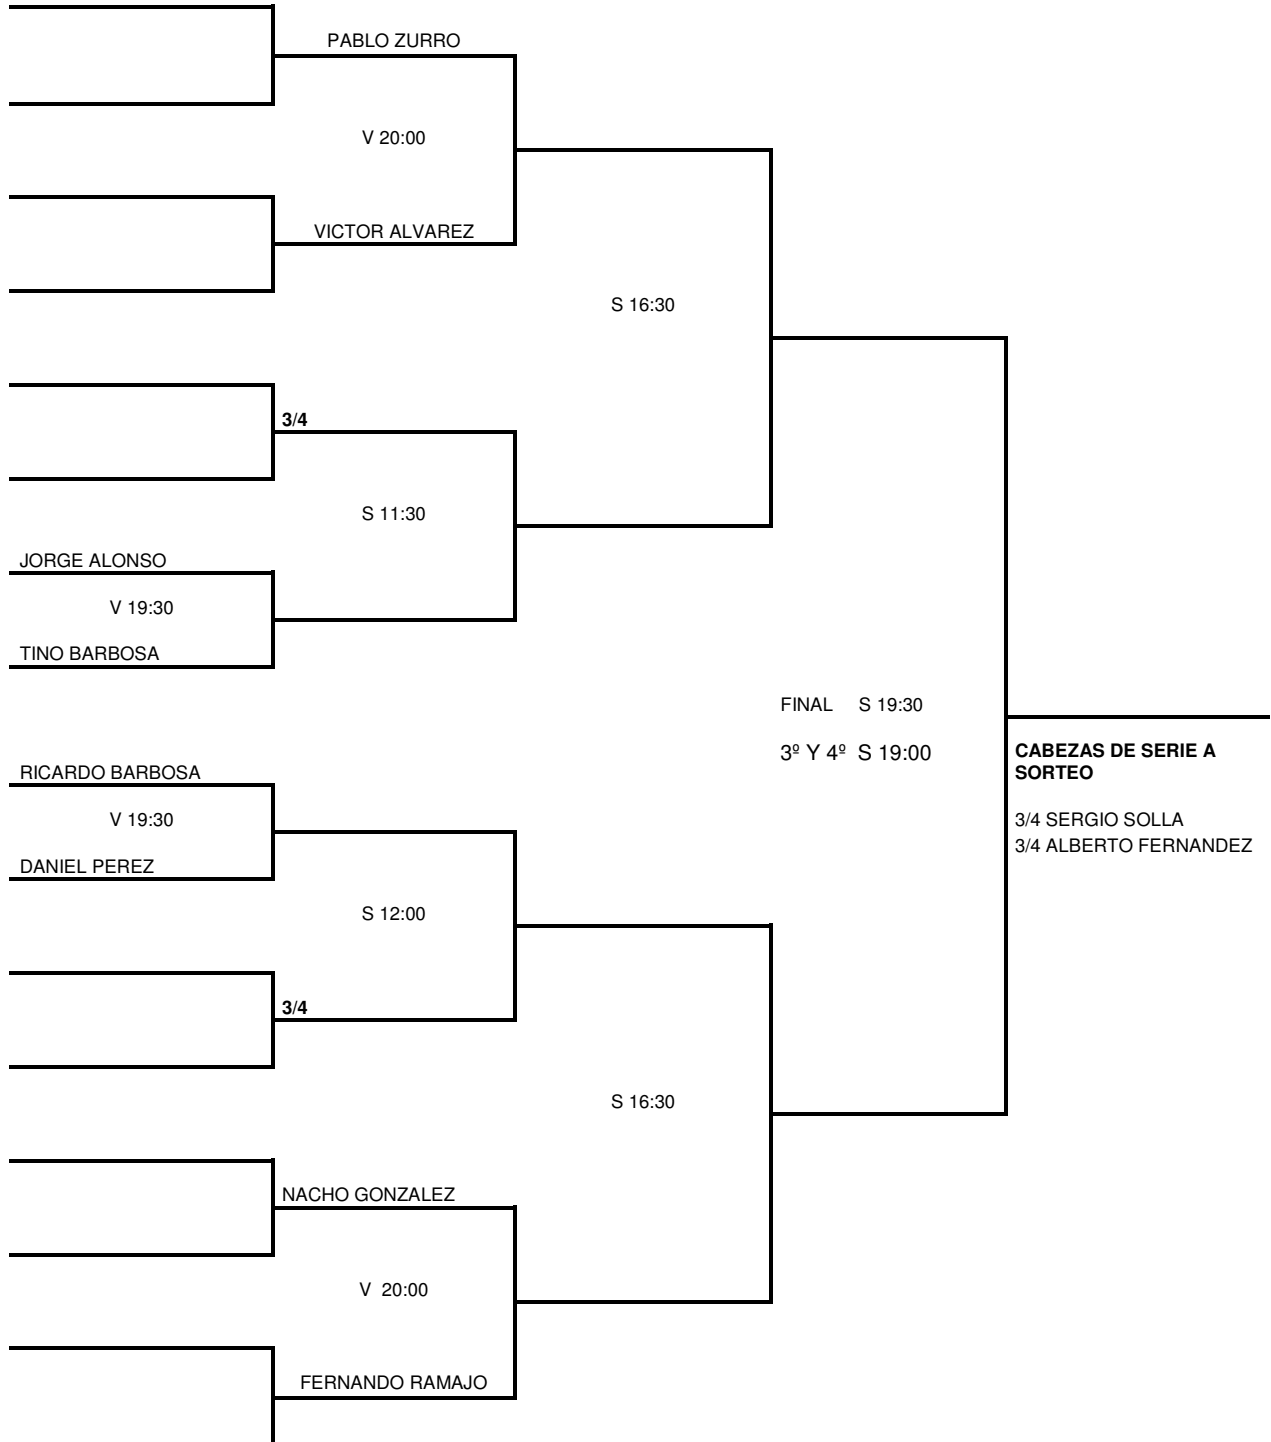 PABLO ZURRO
V 20:00
VICTOR ALVAREZ
S 16:30
3/4
S 11:30
JORGE ALONSO
V 19:30
TINO BARBOSA
FINAL S 19:30
3º Y 4º S 19:00
CABEZAS DE SERIE A
SORTEO
3/4 SERGIO SOLLA
3/4 ALBERTO FERNANDEZ
RICARDO BARBOSA
V 19:30
DANIEL PEREZ
S 12:00
3/4
S 16:30
NACHO GONZALEZ
V 20:00
FERNANDO RAMAJO